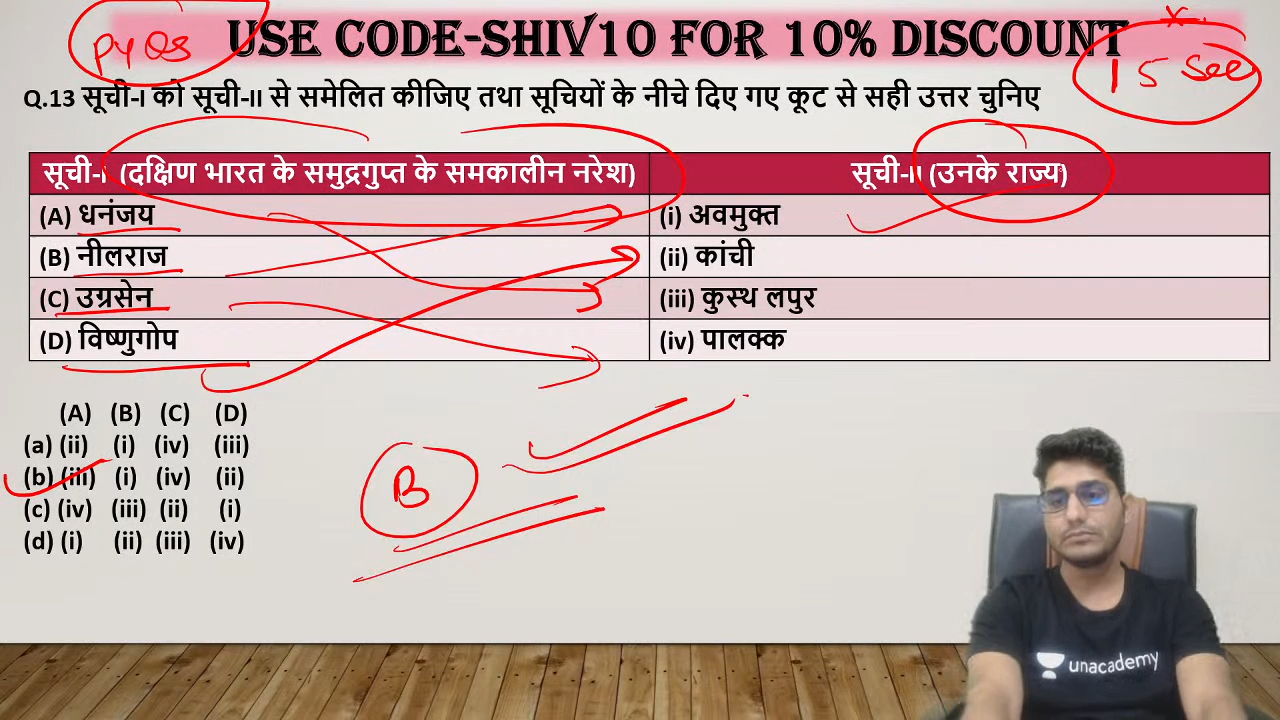 PYQS
USE CODE-SHIV10 FOR 10% DISCOUNT
15 Sec
Q.13 सूची-I को सूची-II से समेलित कीजिए तथा सूचियों के नीचे दिए गए कूट से सही उत्तर चुनिए
सूची-I (दक्षिण भारत के समुद्रगुप्त के समकालीन नरेश) सूची-II (उनके राज्य)
(A) धनंजय (i) अवमुक्त
(B) नीलराज (ii) कांची
(C) उग्रसेन (iii) कुस्थ लपुर
(D) विष्णुगोप (iv) पालक्क
(A) (B) (C) (D)
(a) (ii) (i) (iv) (iii)
(b) (iii) (i) (iv) (ii)
(c) (iv) (iii) (ii) (i)
(d) (i) (ii) (iii) (iv)
B
unacademy